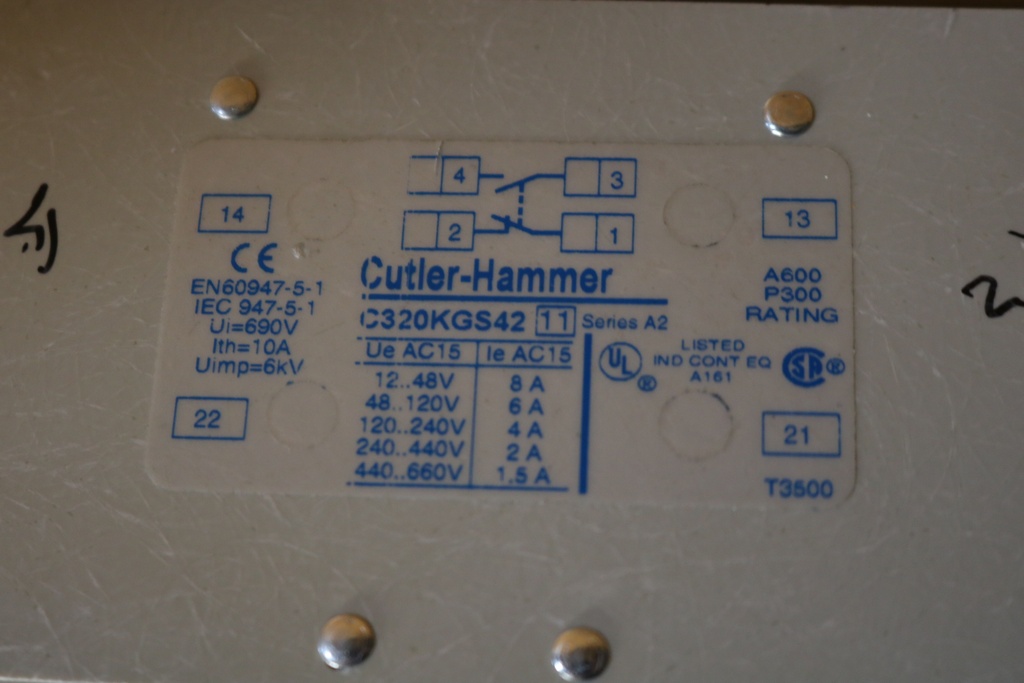 4 3
14 2 1 13
CE
Cutler-Hammer
EN60947-5-1
IEC 947-5-1
Ui=690V
Ith=10A
Uimp=6kV
A600
P300
RATING
C320KGS42 11 Series A2
Ue AC15 Ie AC15
12..48V 8 A
48..120V 6 A
120..240V 4 A
240..440V 2 A
440..660V 1.5 A
UL ®
LISTED
IND CONT EQ
A161
SA ®
22 21
T3500